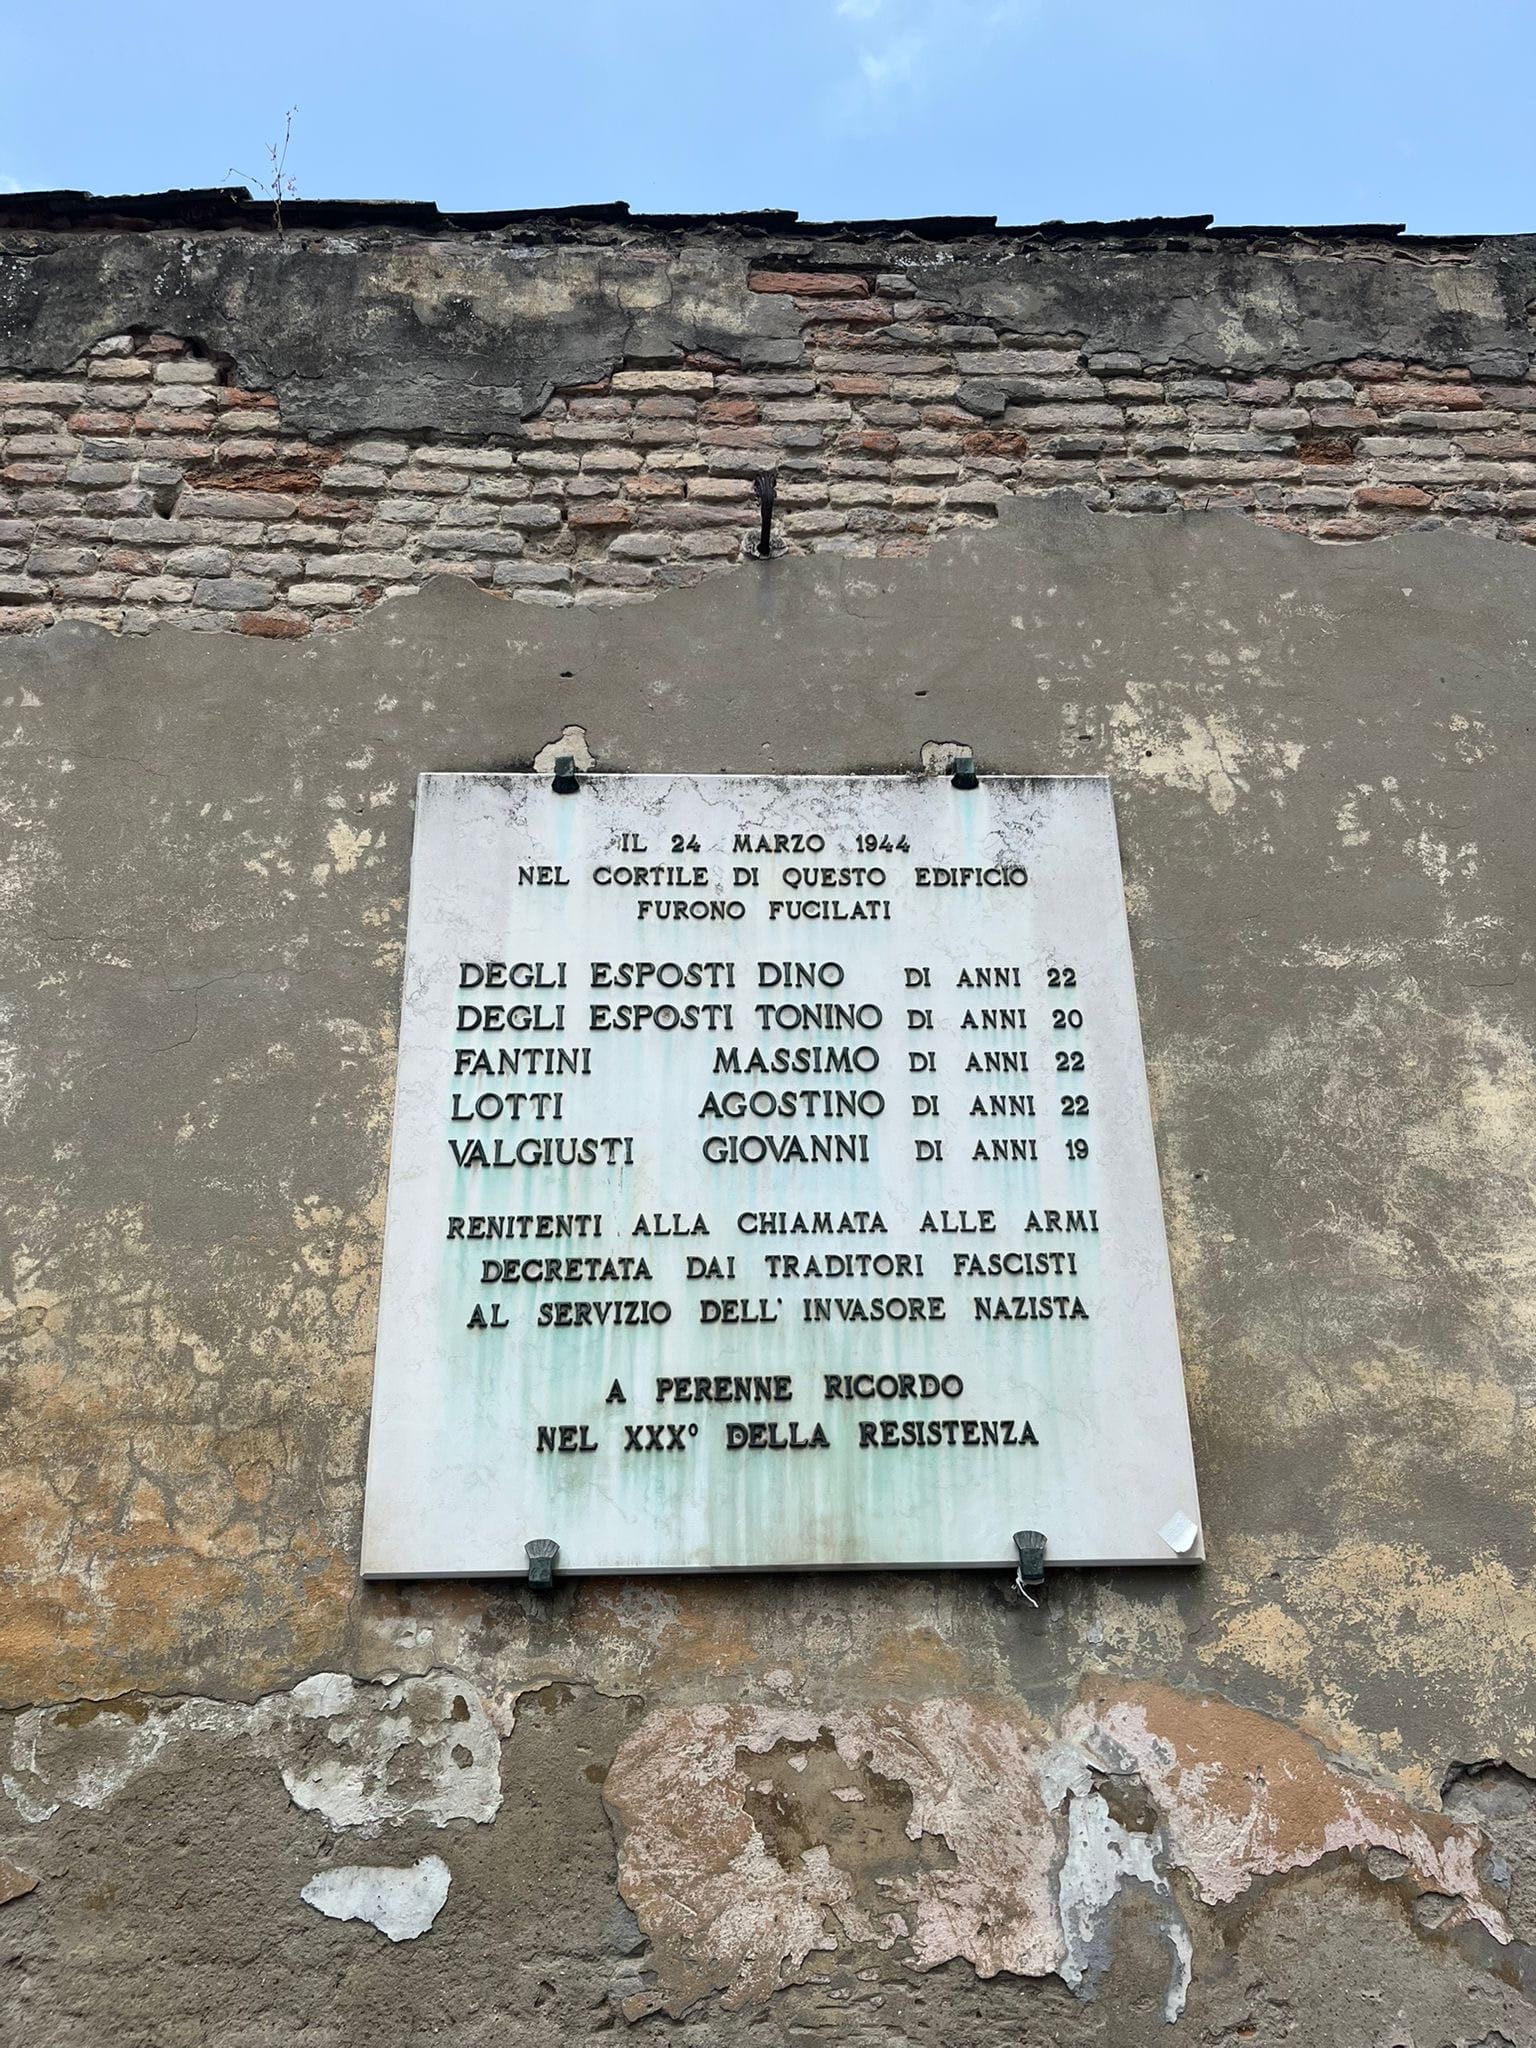 IL 24 MARZO 1944
NEL CORTILE DI QUESTO EDIFICIO
FURONO FUCILATI
DEGLI ESPOSTI DINO DI ANNI 22
DEGLI ESPOSTI TONINO DI ANNI 20
FANTINI MASSIMO DI ANNI 22
LOTTI AGOSTINO DI ANNI 22
VALGIUSTI GIOVANNI DI ANNI 19
RENITENTI ALLA CHIAMATA ALLE ARMI
DECRETATA DAI TRADITORI FASCISTI
AL SERVIZIO DELL' INVASORE NAZISTA
A PERENNE RICORDO
NEL XXX° DELLA RESISTENZA